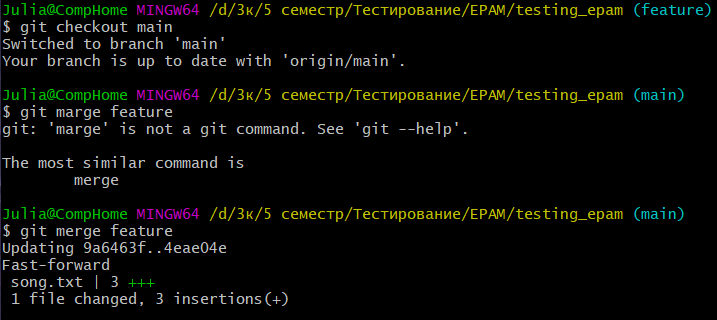 Julia@CompHome MINGW64 /d/3к/5 семестр/Тестирование/EPAM/testing_epam (feature)
$ git checkout main
Switched to branch 'main'
Your branch is up to date with 'origin/main'.

Julia@CompHome MINGW64 /d/3к/5 семестр/Тестирование/EPAM/testing_epam (main)
$ git marge feature
git: 'marge' is not a git command. See 'git --help'.

The most similar command is
        merge

Julia@CompHome MINGW64 /d/3к/5 семестр/Тестирование/EPAM/testing_epam (main)
$ git merge feature
Updating 9a6463f..4eae04e
Fast-forward
 song.txt | 3 +++
 1 file changed, 3 insertions(+)